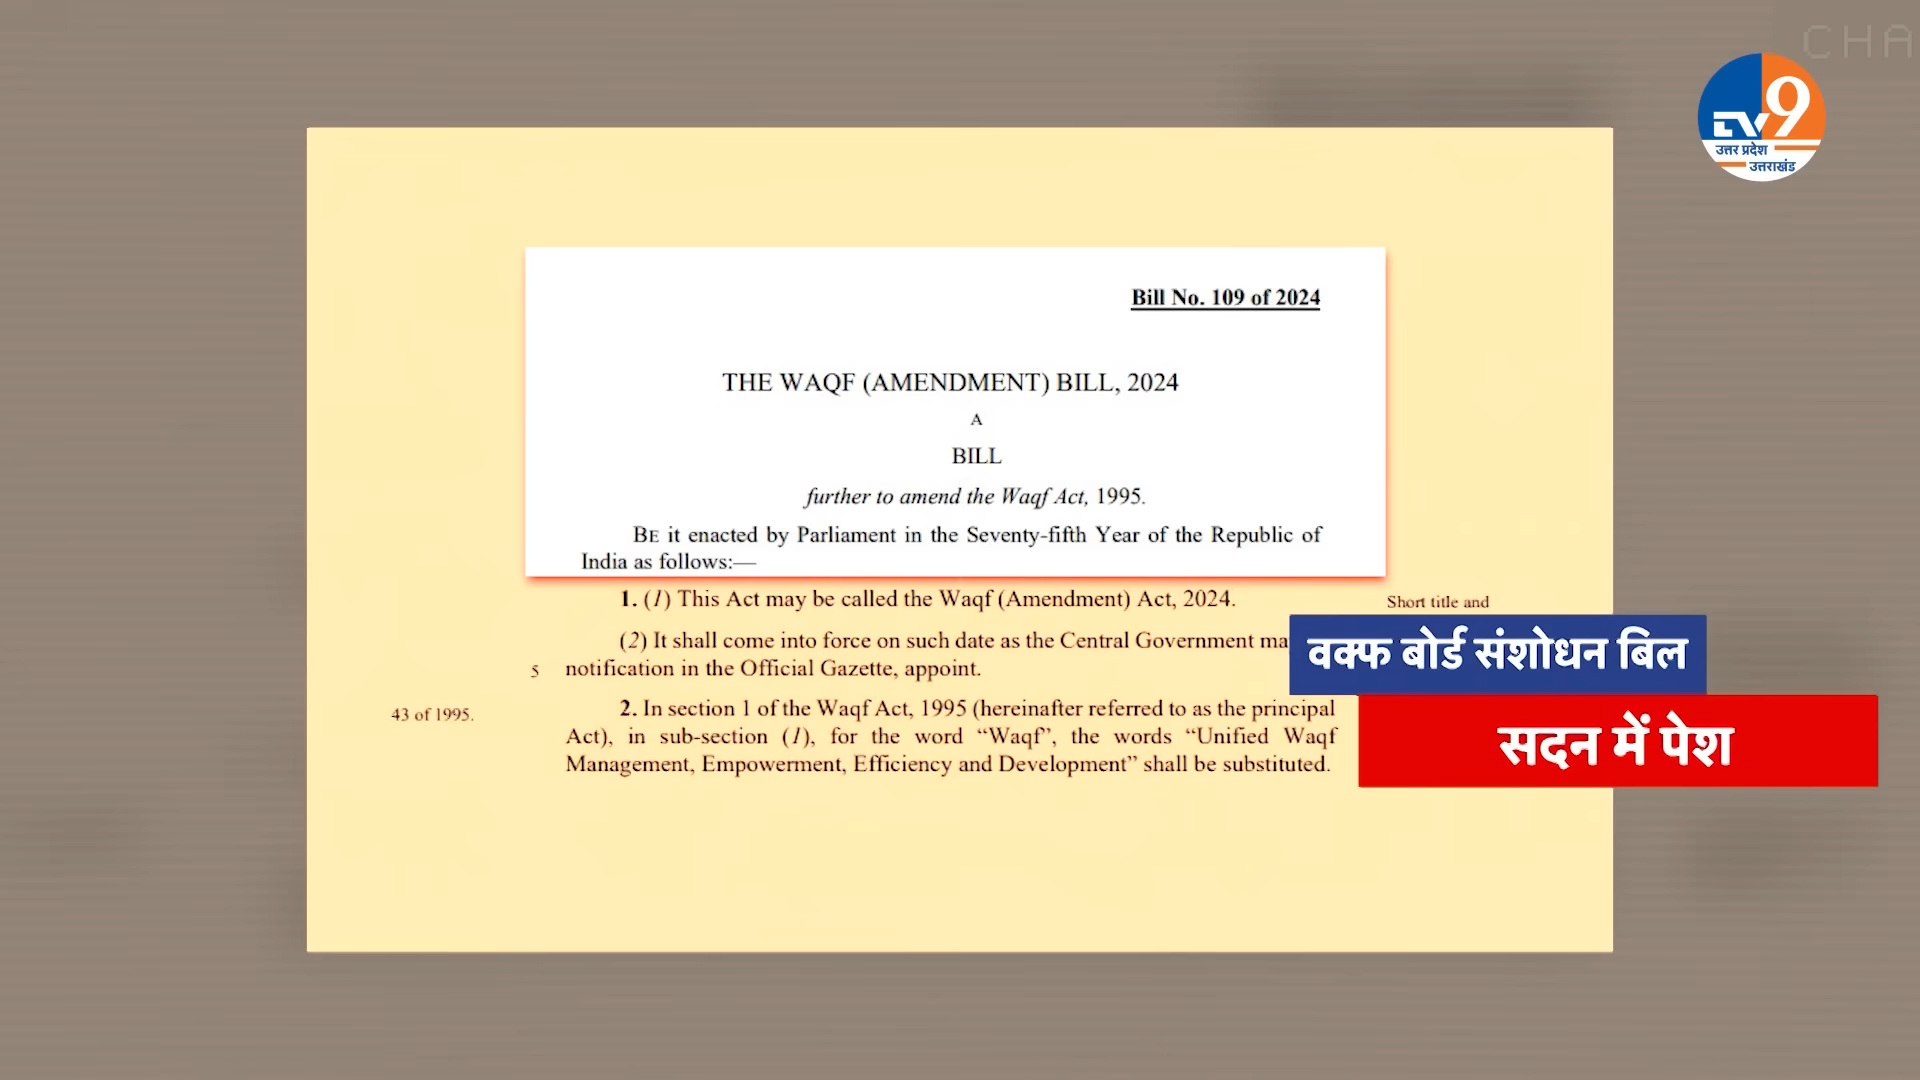 CHA
TV9
उत्तर प्रदेश
उत्तराखंड
Bill No. 109 of 2024
THE WAQF (AMENDMENT) BILL, 2024
A
BILL
further to amend the Waqf Act, 1995.
BE it enacted by Parliament in the Seventy-fifth Year of the Republic of
India as follows:—
1. (1) This Act may be called the Waqf (Amendment) Act, 2024.
Short title and
(2) It shall come into force on such date as the Central Government
5 notification in the Official Gazette, appoint.
43 of 1995.
2. In section 1 of the Waqf Act, 1995 (hereinafter referred to as the principal
Act), in sub-section (1), for the word “Waqf”, the words “Unified Waqf
Management, Empowerment, Efficiency and Development” shall be substituted.
वक्फ बोर्ड संशोधन बिल
सदन में पेश